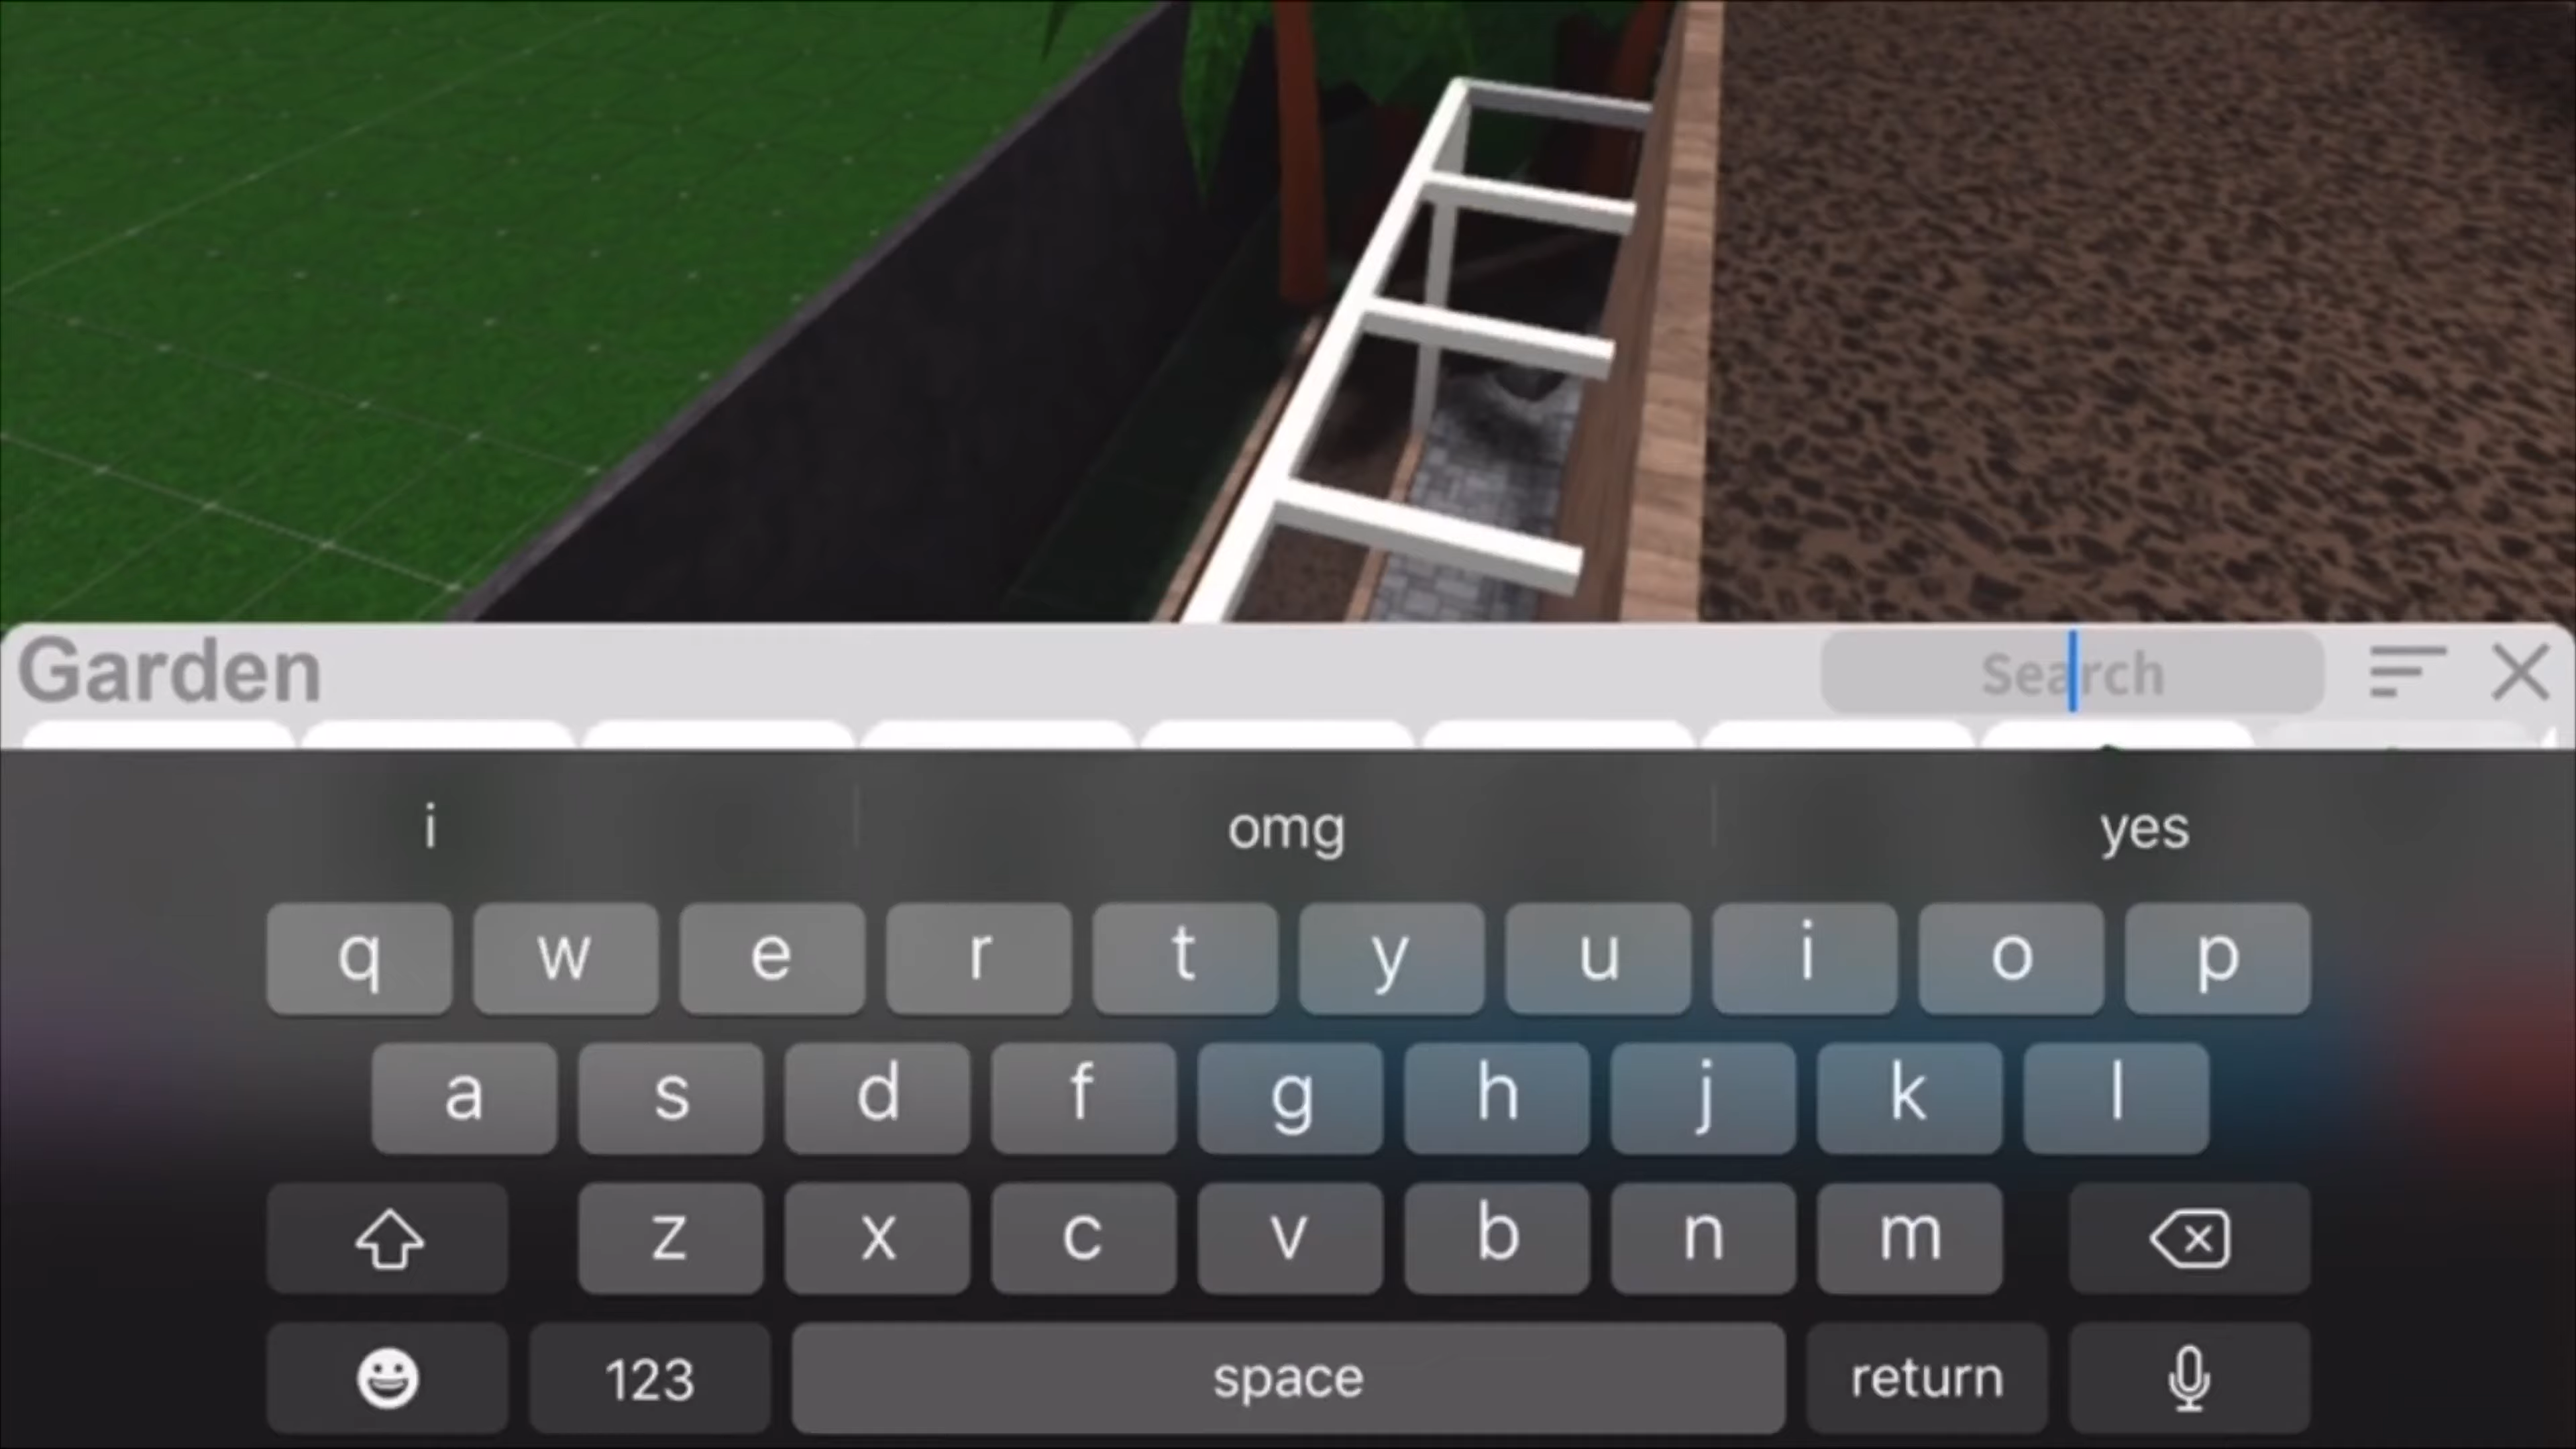 Garden Search
i omg yes
q w e r t y u i o p
a s d f g h j k l
z x c v b n m
123 space return